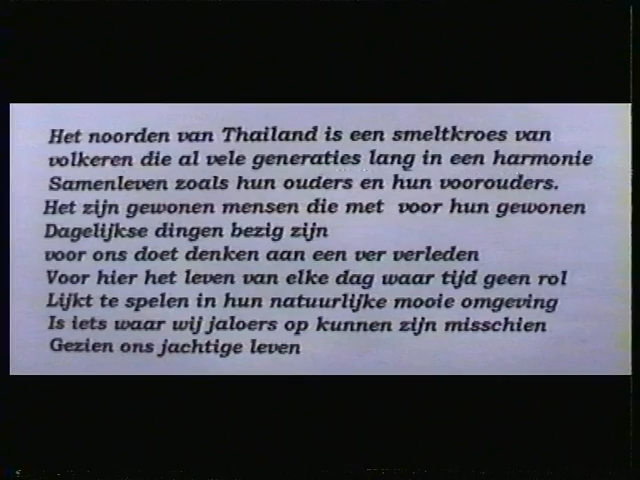 Het noorden van Thailand is een smeltkroes van
volkeren die al vele generaties lang in een harmonie
Samenleven zoals hun ouders en hun voorouders.
Het zijn gewonen mensen die met voor hun gewonen
Dagelijkse dingen bezig zijn
voor ons doet denken aan een ver verleden
Voor hier het leven van elke dag waar tijd geen rol
Lijkt te spelen in hun natuurlijke mooie omgeving
Is iets waar wij jaloers op kunnen zijn misschien
Gezien ons jachtige leven